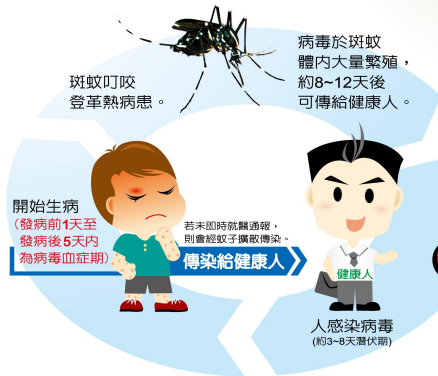 病毒於斑蚊
體內大量繁殖，
約8~12天後
可傳給健康人。
斑蚊叮咬
登革熱病患。
開始生病
(發病前1天至
發病後5天內
為病毒血症期)
若未即時就醫通報，
則會經蚊子擴散傳染。
傳染給健康人
健康人
人感染病毒
(約3~8天潛伏期)